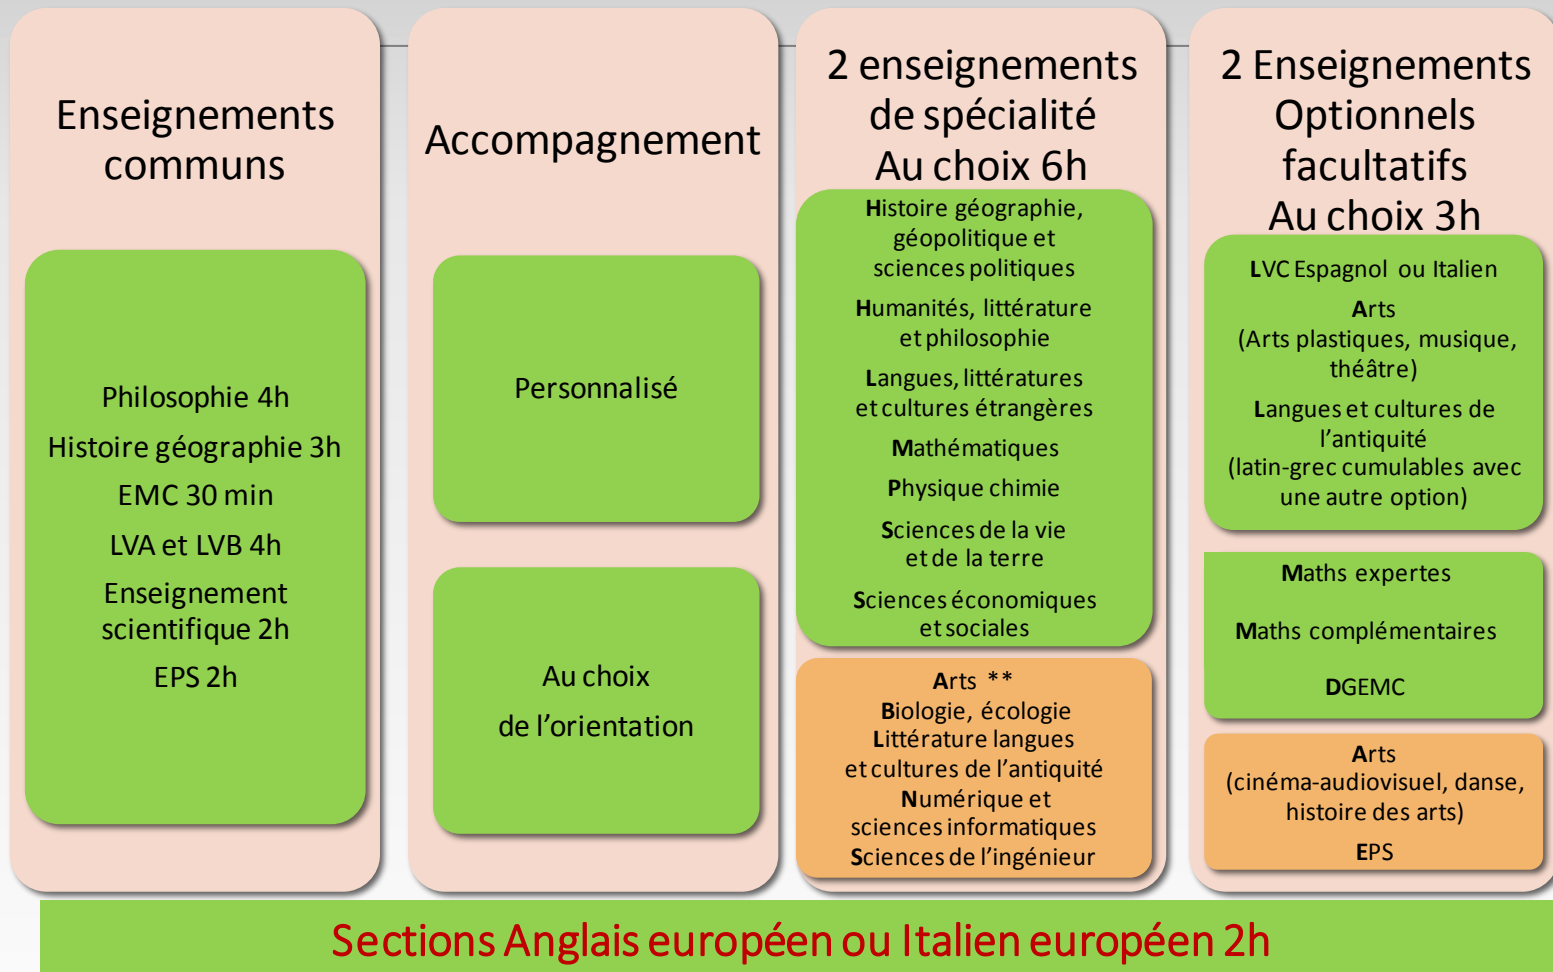 Enseignements
communs
Philosophie 4h
Histoire géographie 3h
EMC 30 min
LVA et LVB 4h
Enseignement
scientifique 2h
EPS 2h
Accompagnement
Personnalisé
Au choix
de l’orientation
2 enseignements
de spécialité
Au choix 6h
Histoire géographie,
géopolitique et
sciences politiques
Humanités, littérature
et philosophie
Langues, littératures
et cultures étrangères
Mathématiques
Physique chimie
Sciences de la vie
et de la terre
Sciences économiques
et sociales
Arts **
Biologie, écologie
Littérature langues
et cultures de l’antiquité
Numérique et
sciences informatiques
Sciences de l’ingénieur
2 Enseignements
Optionnels
facultatifs
Au choix 3h
LVC Espagnol ou Italien
Arts
(Arts plastiques, musique,
théâtre)
Langues et cultures de
l’antiquité
(latin-grec cumulables avec
une autre option)
Maths expertes
Maths complémentaires
DGEMC
Arts
(cinéma-audiovisuel, danse,
histoire des arts)
EPS
Sections Anglais européen ou Italien européen 2h